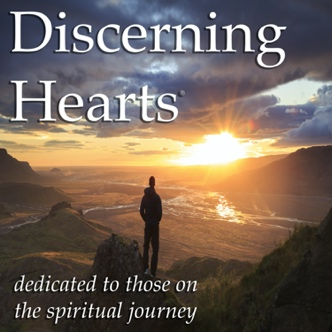 Discerning
Hearts®
dedicated to those on
the spiritual journey